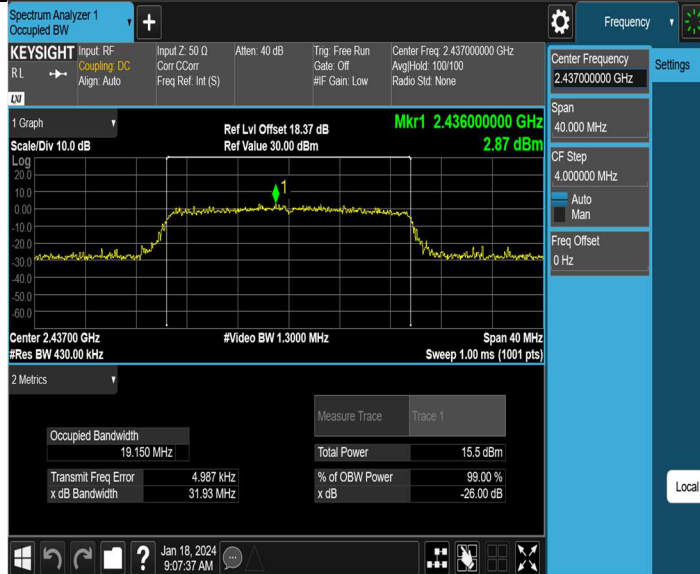 Spectrum Analyzer 1
Occupied BW
+
Frequency
KEYSIGHT
RL
LXI
Input: RF
Coupling: DC
Align: Auto
Input Z: 50 Ω
Corr CCorr
Freq Ref: Int (S)
Atten: 40 dB
Trig: Free Run
Gate: Off
#IF Gain: Low
Center Freq: 2.437000000 GHz
Avg|Hold: 100/100
Radio Std: None
Center Frequency
2.437000000 GHz
Settings
Span
40.000 MHz
CF Step
4.000000 MHz
Auto
Man
Freq Offset
0 Hz
Local
1 Graph
Scale/Div 10.0 dB
Ref Lvl Offset 18.37 dB
Ref Value 30.00 dBm
Mkr1 2.436000000 GHz
2.87 dBm
Log
20.0
10.0
0.00
-10.0
-20.0
-30.0
-40.0
-50.0
-60.0
1
Center 2.43700 GHz
#Res BW 430.00 kHz
#Video BW 1.3000 MHz
Span 40 MHz
Sweep 1.00 ms (1001 pts)
2 Metrics
Measure Trace
Trace 1
Occupied Bandwidth
19.150 MHz
Total Power
15.5 dBm
Transmit Freq Error
4.987 kHz
% of OBW Power
99.00 %
x dB Bandwidth
31.93 MHz
x dB
-26.00 dB
?
Jan 18, 2024
9:07:37 AM